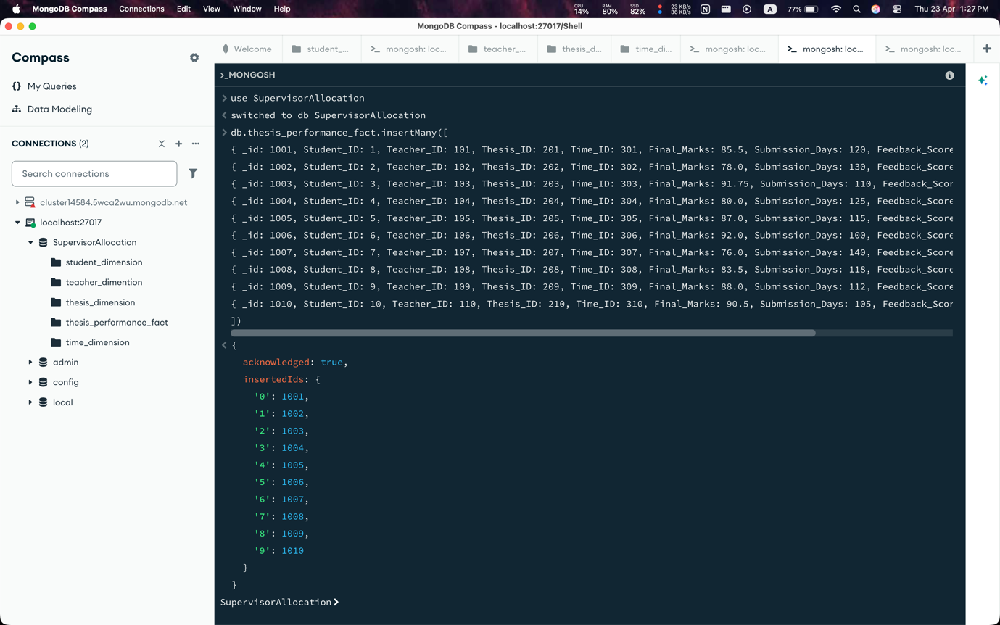 MongoDB Compass Connections Edit View Window Help CPU 14% RAM 80% SSD 82% 23 KB/s 36 KB/s N A 77% Thu 23 Apr 1:27 PM
MongoDB Compass - localhost:27017/Shell
Compass
{} My Queries
Data Modeling
CONNECTIONS (2)
Search connections
cluster14584.5wca2wu.mongodb.net
localhost:27017
SupervisorAllocation
student_dimension
teacher_dimention
thesis_dimension
thesis_performance_fact
time_dimension
admin
config
local
Welcome student_... >_ mongosh: loc... teacher_... thesis_d... time_di... >_ mongosh: loc... >_ mongosh: loc... >_ mongosh: loc... +
>_MONGOSH
> use SupervisorAllocation
< switched to db SupervisorAllocation
> db.thesis_performance_fact.insertMany([
{ _id: 1001, Student_ID: 1, Teacher_ID: 101, Thesis_ID: 201, Time_ID: 301, Final_Marks: 85.5, Submission_Days: 120, Feedback_Score
{ _id: 1002, Student_ID: 2, Teacher_ID: 102, Thesis_ID: 202, Time_ID: 302, Final_Marks: 78.0, Submission_Days: 130, Feedback_Score
{ _id: 1003, Student_ID: 3, Teacher_ID: 103, Thesis_ID: 203, Time_ID: 303, Final_Marks: 91.75, Submission_Days: 110, Feedback_Scor
{ _id: 1004, Student_ID: 4, Teacher_ID: 104, Thesis_ID: 204, Time_ID: 304, Final_Marks: 80.0, Submission_Days: 125, Feedback_Score
{ _id: 1005, Student_ID: 5, Teacher_ID: 105, Thesis_ID: 205, Time_ID: 305, Final_Marks: 87.0, Submission_Days: 115, Feedback_Score
{ _id: 1006, Student_ID: 6, Teacher_ID: 106, Thesis_ID: 206, Time_ID: 306, Final_Marks: 92.0, Submission_Days: 100, Feedback_Score
{ _id: 1007, Student_ID: 7, Teacher_ID: 107, Thesis_ID: 207, Time_ID: 307, Final_Marks: 76.0, Submission_Days: 140, Feedback_Score
{ _id: 1008, Student_ID: 8, Teacher_ID: 108, Thesis_ID: 208, Time_ID: 308, Final_Marks: 83.5, Submission_Days: 118, Feedback_Score
{ _id: 1009, Student_ID: 9, Teacher_ID: 109, Thesis_ID: 209, Time_ID: 309, Final_Marks: 88.0, Submission_Days: 112, Feedback_Score
{ _id: 1010, Student_ID: 10, Teacher_ID: 110, Thesis_ID: 210, Time_ID: 310, Final_Marks: 90.5, Submission_Days: 105, Feedback_Scor
])
< {
acknowledged: true,
insertedIds: {
'0': 1001,
'1': 1002,
'2': 1003,
'3': 1004,
'4': 1005,
'5': 1006,
'6': 1007,
'7': 1008,
'8': 1009,
'9': 1010
}
}
SupervisorAllocation>